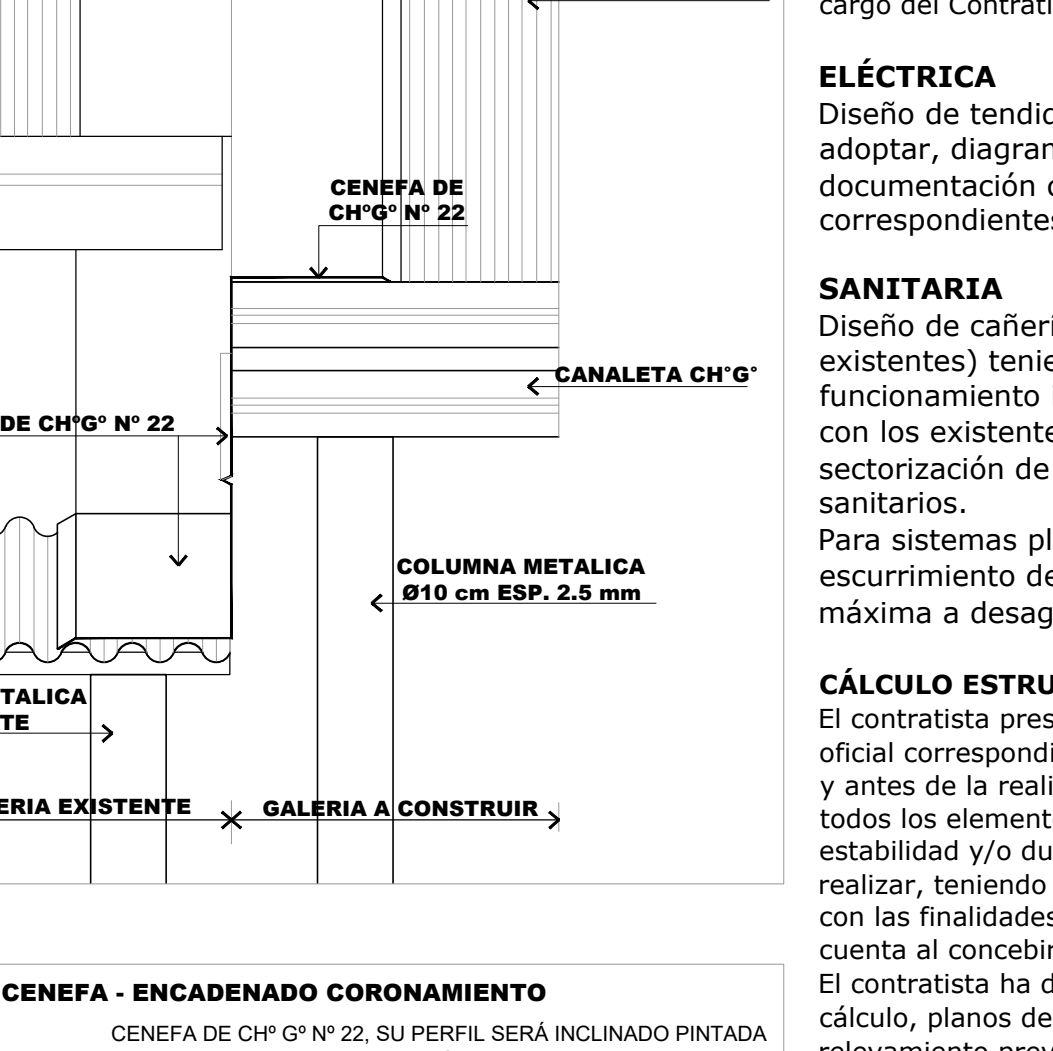 CENEFA DE
CHºGº Nº 22
CANALETA CH°G°
DE CHºGº Nº 22
COLUMNA METALICA
Ø10 cm ESP. 2.5 mm
TALICA
TE
ERIA EXISTENTE
GALERIA A CONSTRUIR
CENEFA - ENCADENADO CORONAMIENTO
CENEFA DE CHº Gº Nº 22, SU PERFIL SERÁ INCLINADO PINTADA
cargo del Contrati
ELÉCTRICA
Diseño de tendid
adoptar, diagran
documentación
correspondientes
SANITARIA
Diseño de cañerí
existentes) tenie
funcionamiento
con los existente
sectorización de
sanitarios.
Para sistemas pl
escurrimiento de
máxima a desag
CÁLCULO ESTRU
El contratista pres
oficial correspondi
y antes de la reali
todos los elemento
estabilidad y/o du
realizar, teniendo
con las finalidades
cuenta al concebir
El contratista ha d
cálculo, planos de
relevamiento prev